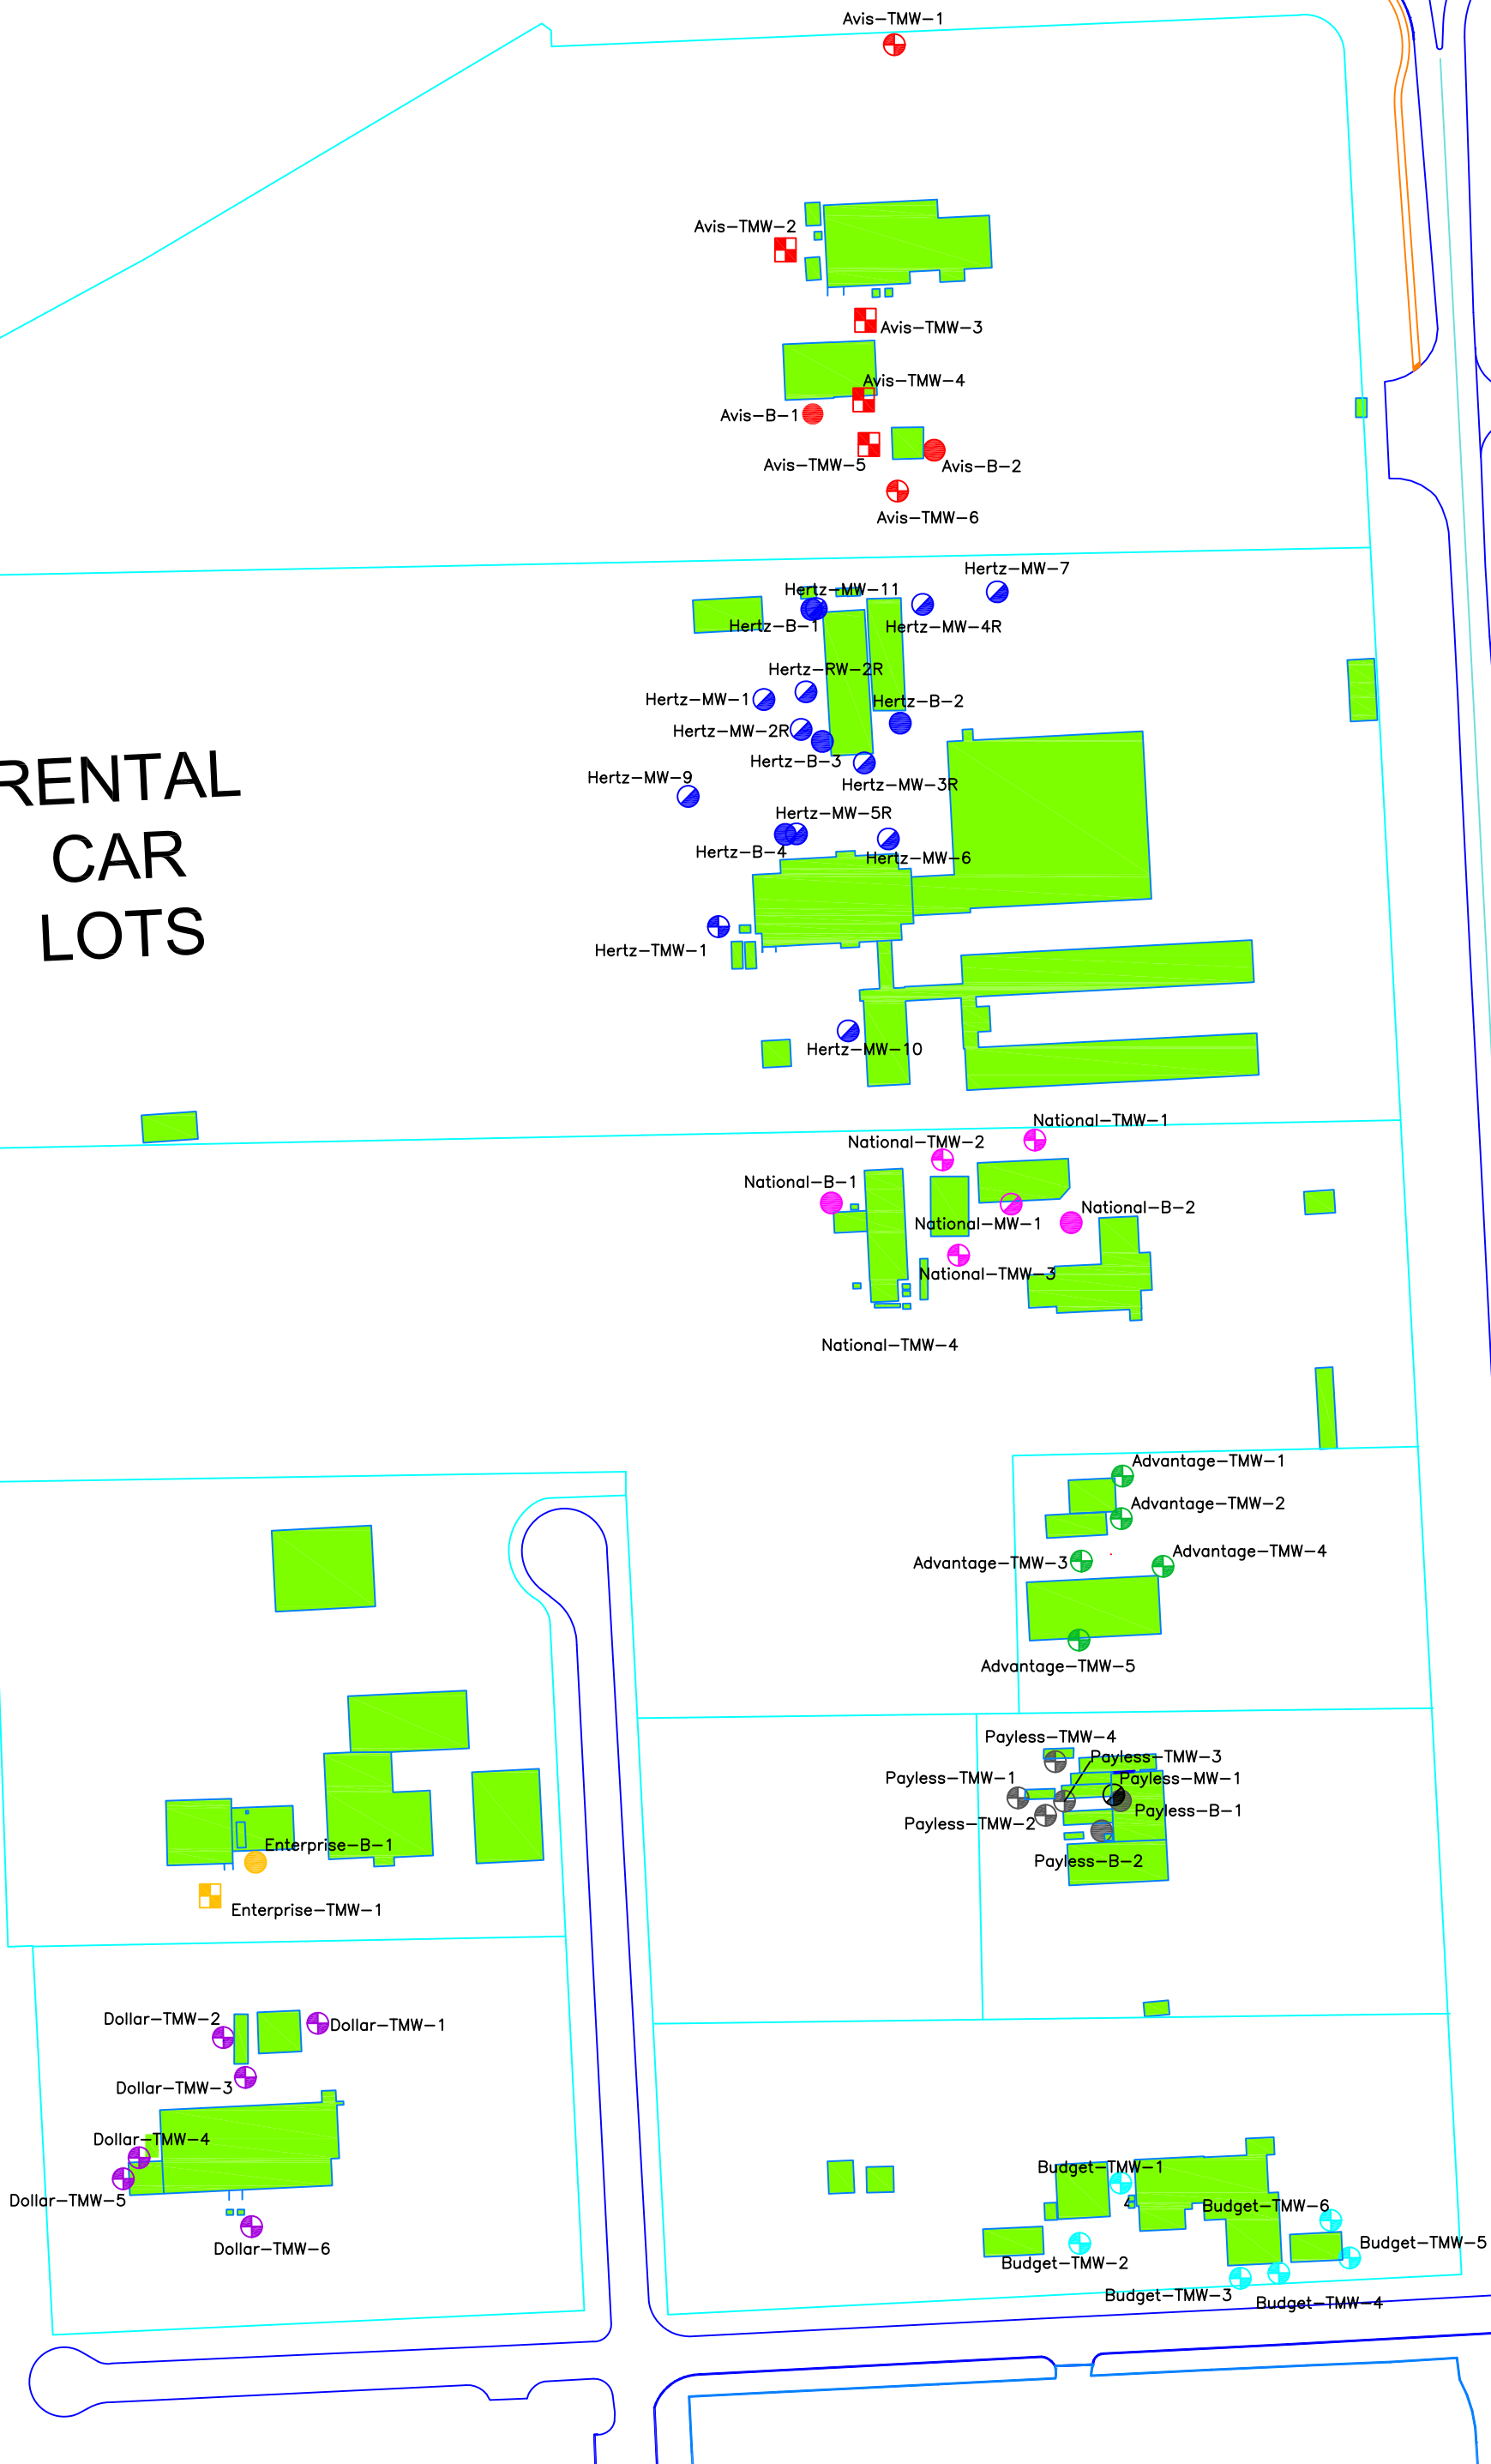 Avis-TMW-1
Avis-TMW-2
Avis-TMW-3
Avis-TMW-4
Avis-B-1
Avis-TMW-5
Avis-B-2
Avis-TMW-6
Hertz-MW-7
Hertz-MW-11
Hertz-B-1
Hertz-MW-4R
Hertz-RW-2R
Hertz-MW-1
Hertz-B-2
Hertz-MW-2R
Hertz-B-3
Hertz-MW-9
Hertz-MW-3R
RENTAL
CAR
LOTS
Hertz-MW-5R
Hertz-B-4
Hertz-MW-6
Hertz-TMW-1
Hertz-MW-10
National-TMW-1
National-TMW-2
National-B-1
National-B-2
National-MW-1
National-TMW-3
National-TMW-4
Advantage-TMW-1
Advantage-TMW-2
Advantage-TMW-3
Advantage-TMW-4
Advantage-TMW-5
Payless-TMW-4
Payless-TMW-3
Payless-TMW-1
Payless-MW-1
Payless-B-1
Payless-TMW-2
Payless-B-2
Enterprise-B-1
Enterprise-TMW-1
Dollar-TMW-2
Dollar-TMW-1
Dollar-TMW-3
Dollar-TMW-4
Dollar-TMW-5
Dollar-TMW-6
Budget-TMW-1
4
Budget-TMW-6
Budget-TMW-5
Budget-TMW-2
Budget-TMW-3
Budget-TMW-4